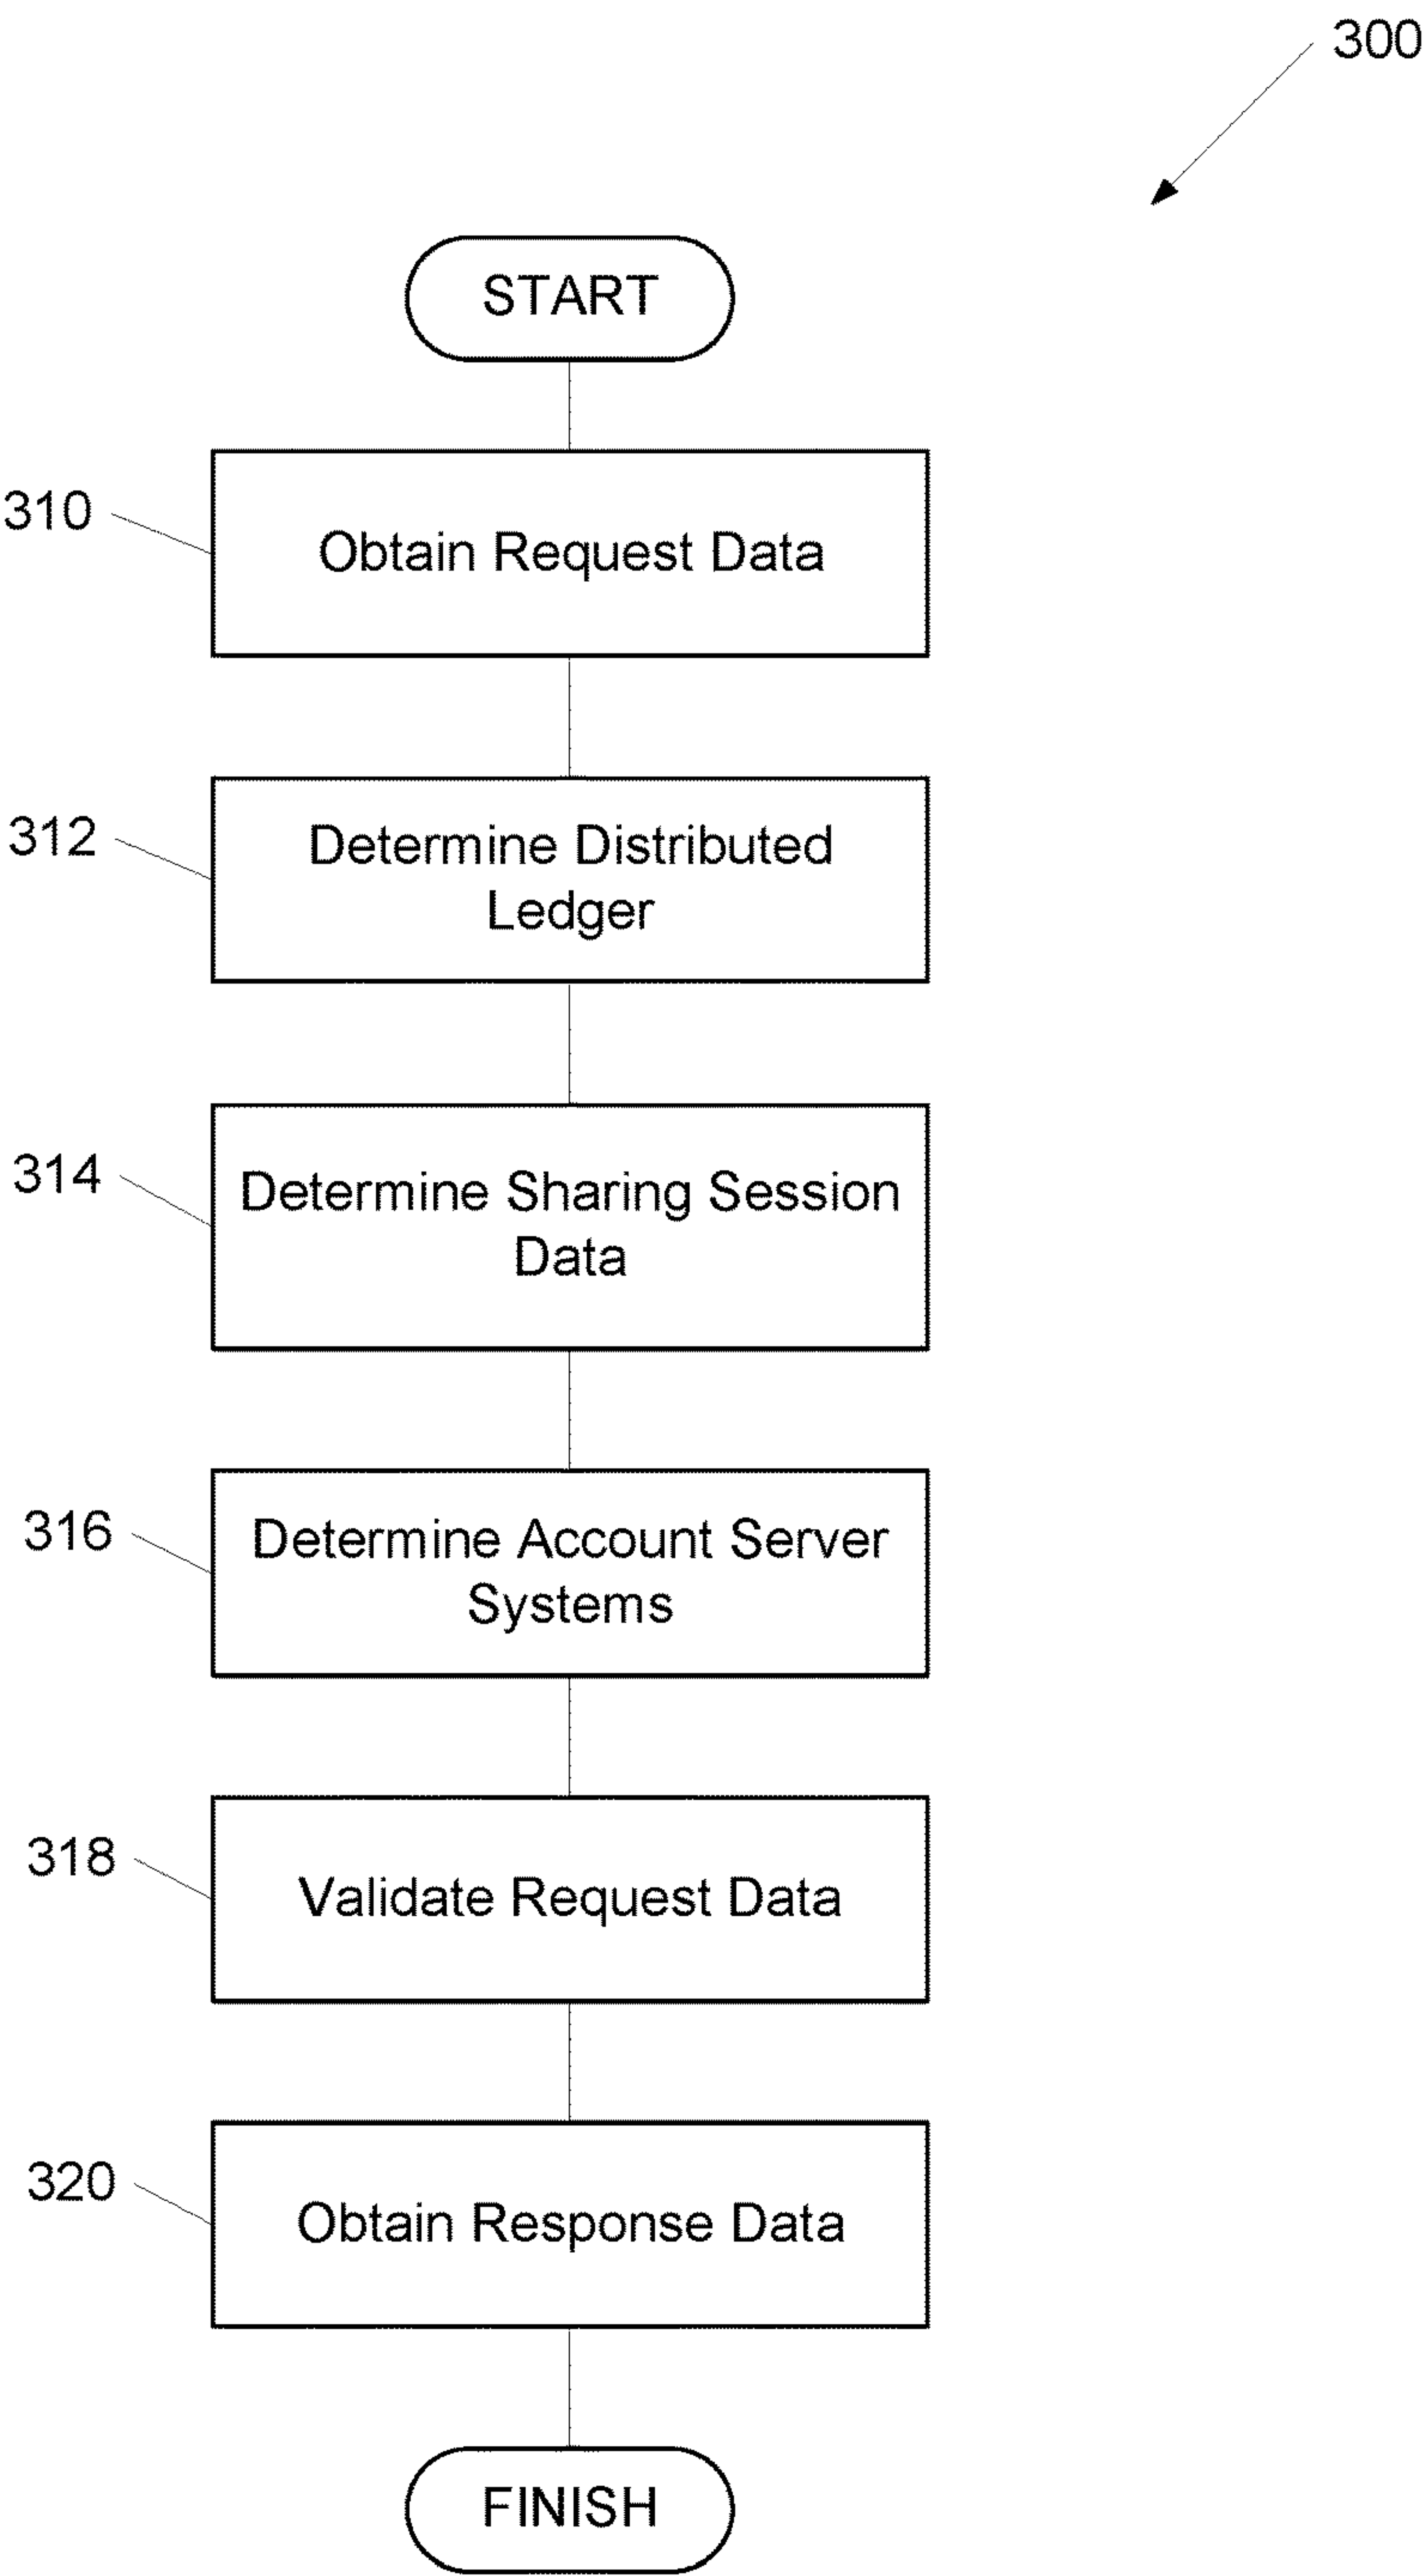 300
START
310
Obtain Request Data
312
Determine Distributed
Ledger
314
Determine Sharing Session
Data
316
Determine Account Server
Systems
318
Validate Request Data
320
Obtain Response Data
FINISH